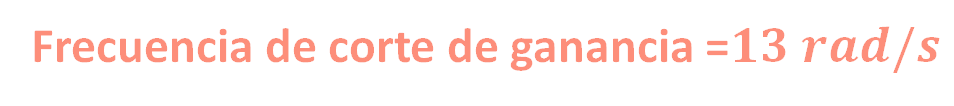 Frecuencia de corte de ganancia =13 rad/s